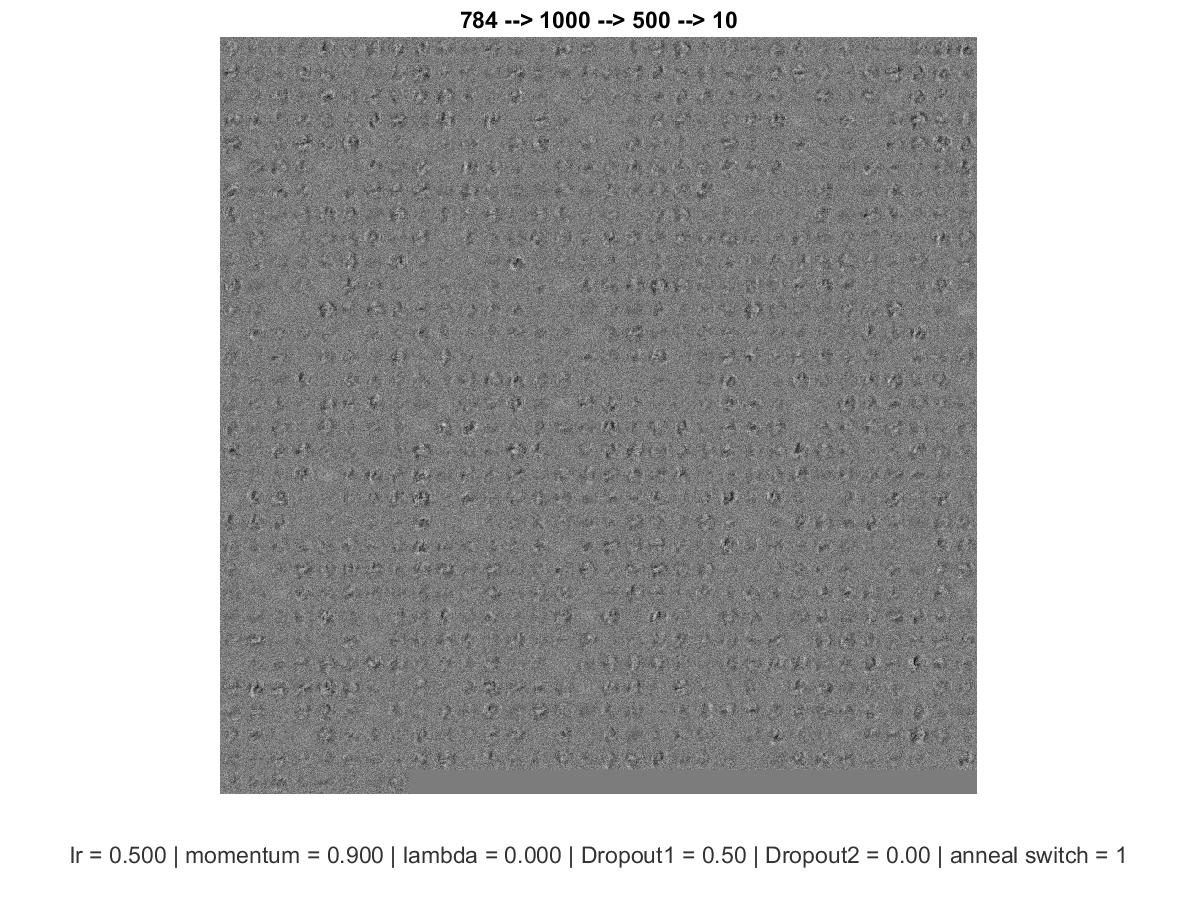 784 --> 1000 --> 500 --> 10
lr = 0.500 | momentum = 0.900 | lambda = 0.000 | Dropout1 = 0.50 | Dropout2 = 0.00 | anneal switch = 1